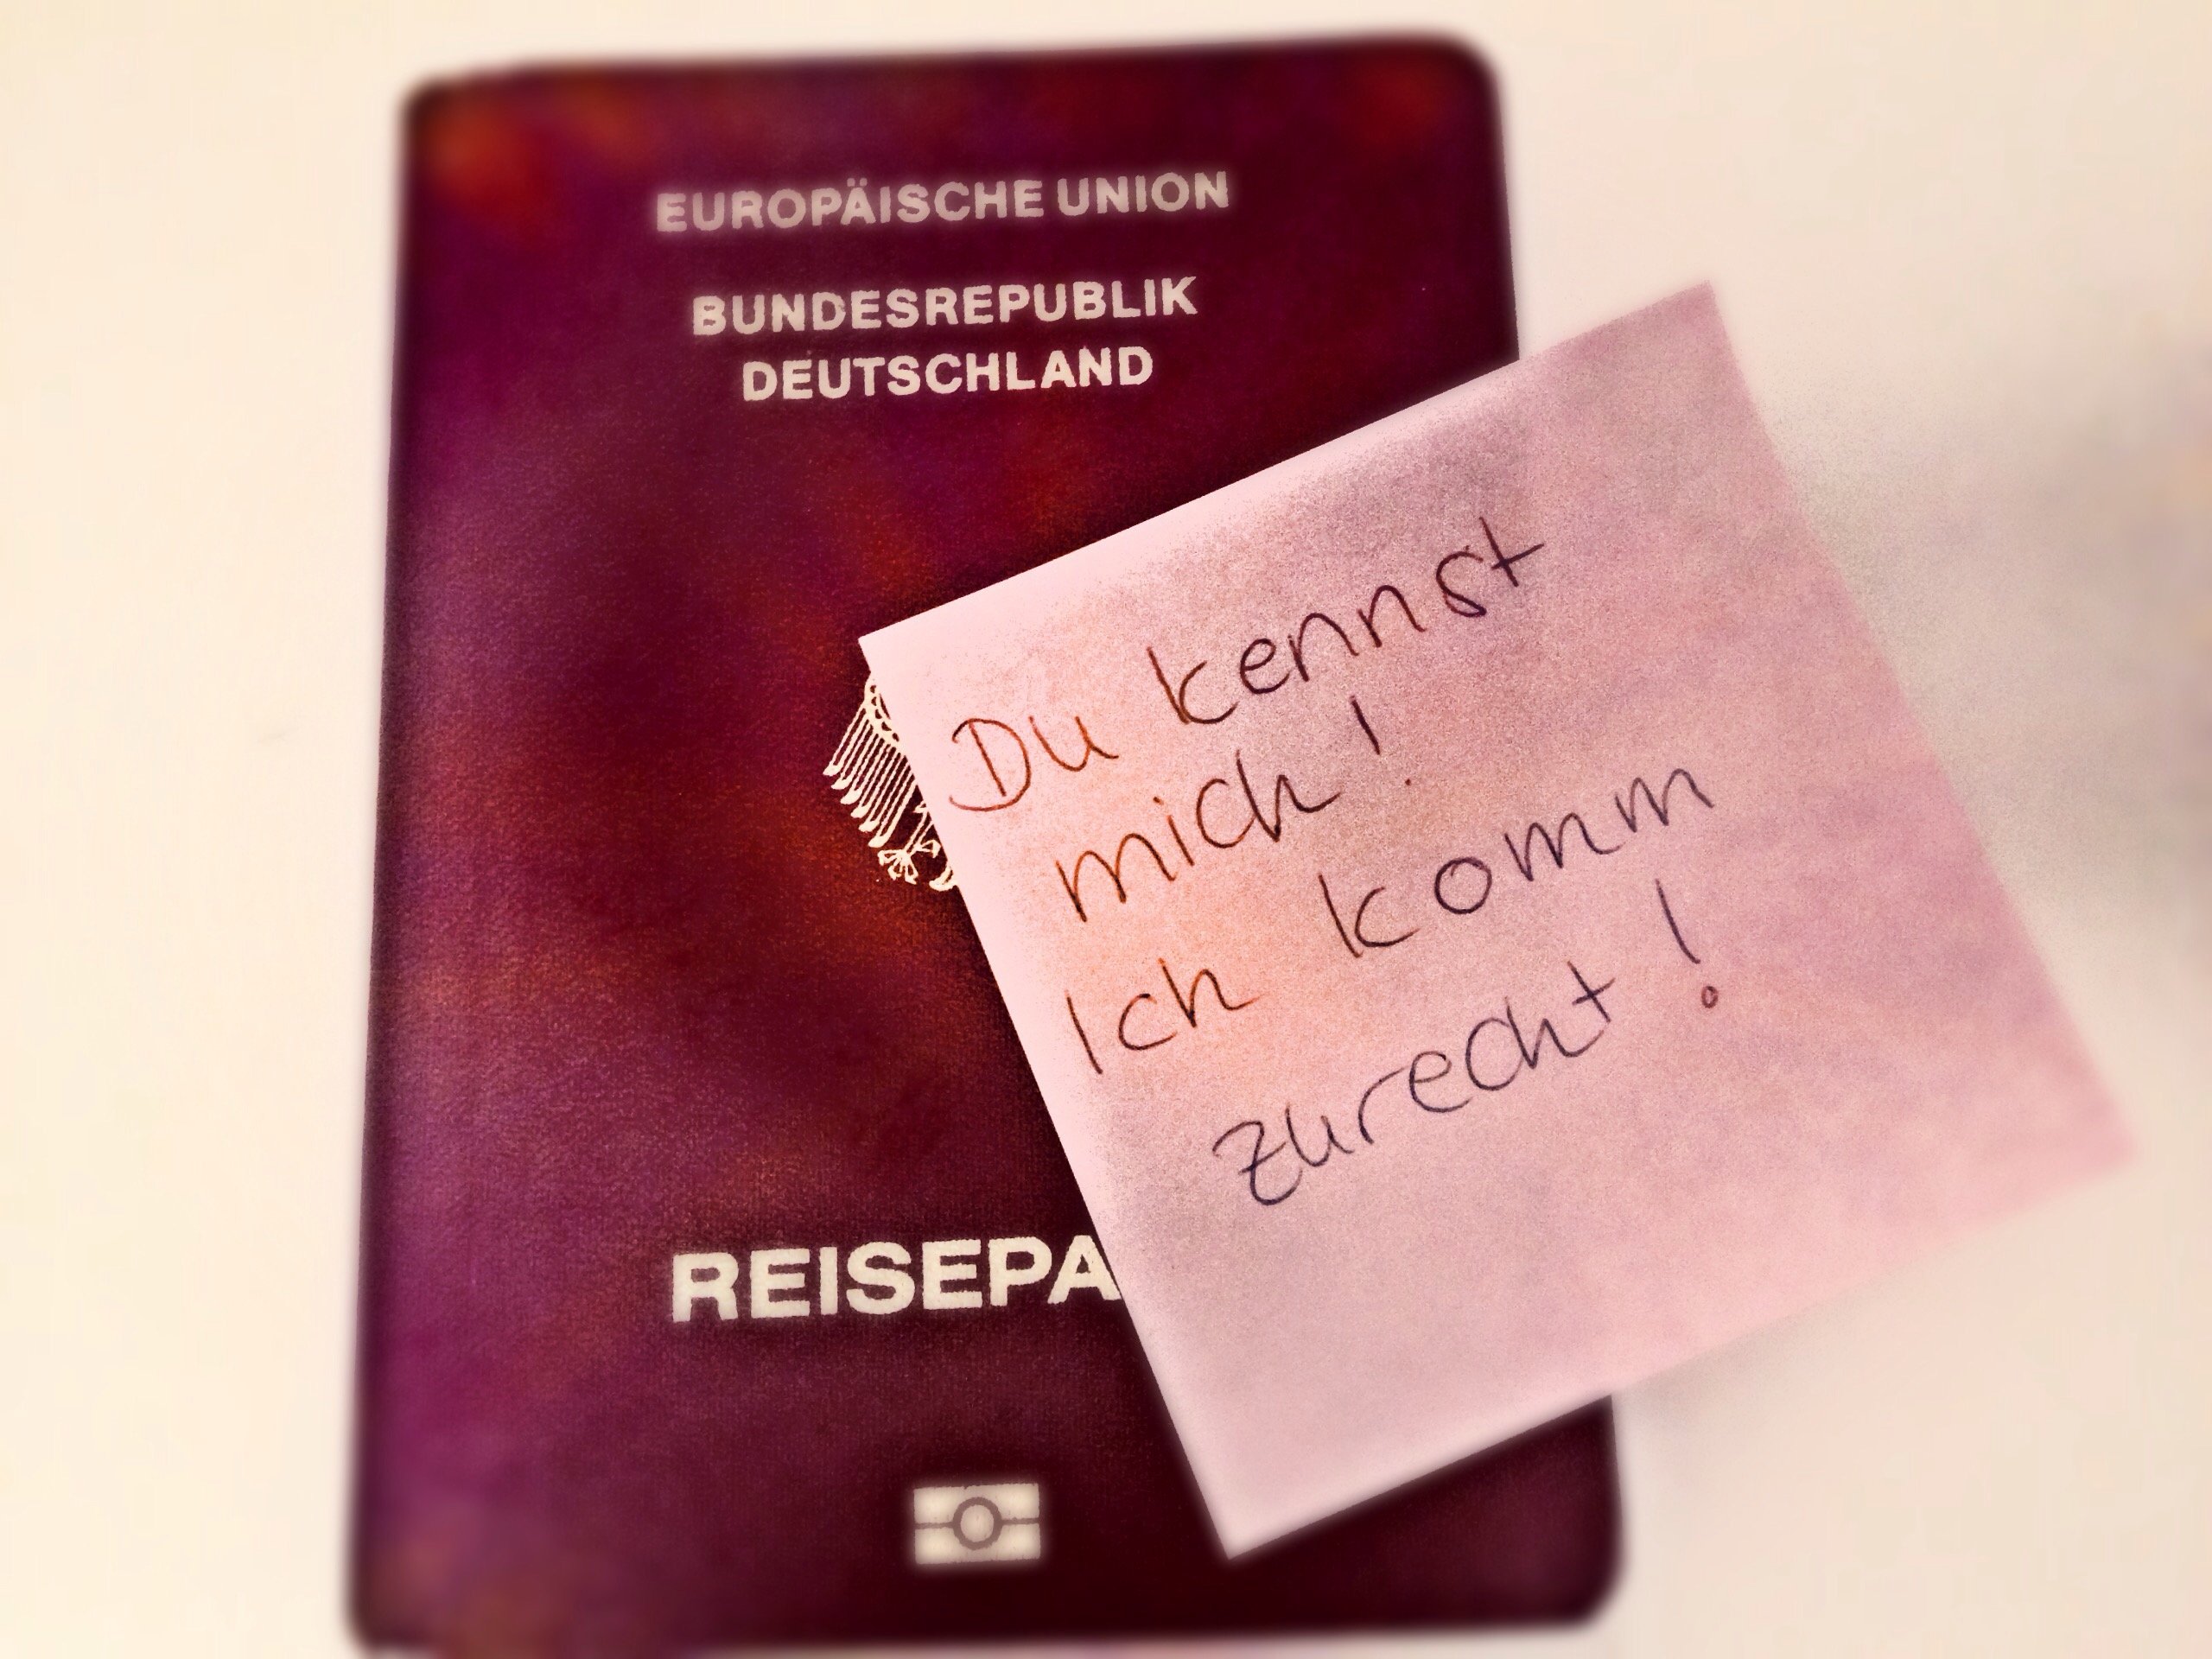 EUROPÄISCHE UNION
BUNDESREPUBLIK
DEUTSCHLAND
REISEPA
Du kennst
mich!
Ich komm
zurecht!